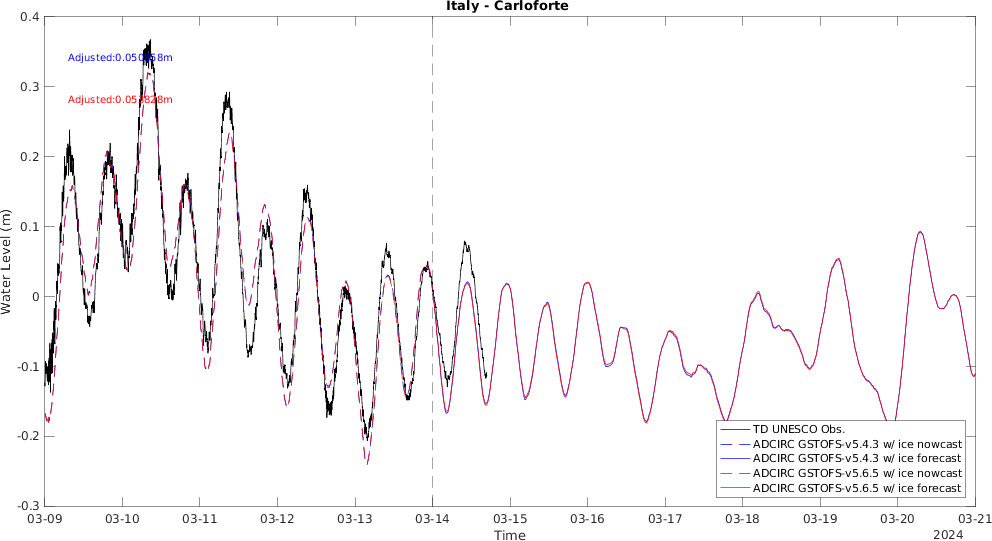 Italy - Carloforte
0.4
0.3
0.2
0.1
0
-0.1
-0.2
-0.3
Water Level (m)
03-09 03-10 03-11 03-12 03-13 03-14 03-15 03-16 03-17 03-18 03-19 03-20 03-21
Time
2024
TD UNESCO Obs.
ADCIRC GSTOFS-v5.4.3 w/ ice nowcast
ADCIRC GSTOFS-v5.4.3 w/ ice forecast
ADCIRC GSTOFS-v5.6.5 w/ ice nowcast
ADCIRC GSTOFS-v5.6.5 w/ ice forecast